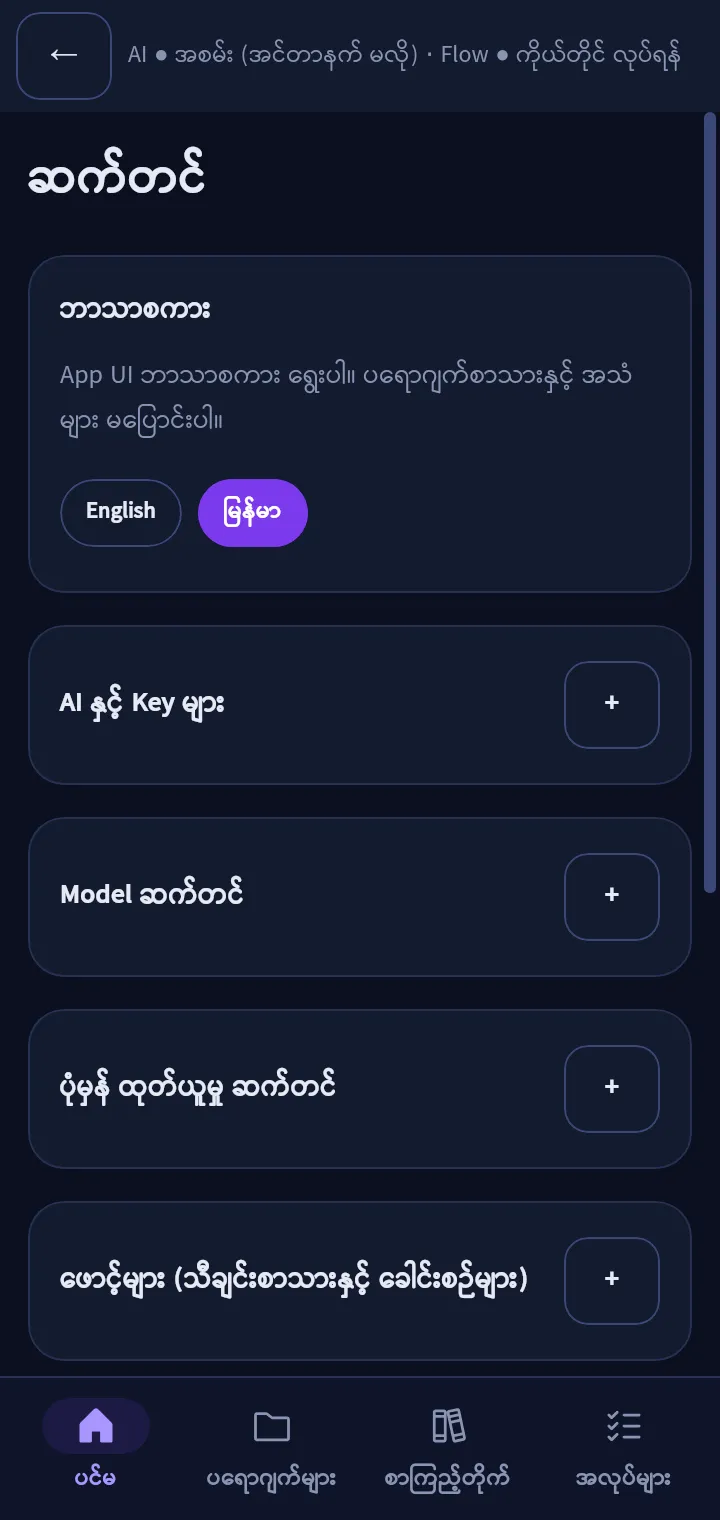 ←
AI ● အစမ်း (အင်တာနက် မလို) · Flow ● ကိုယ်တိုင် လုပ်ရန်
ဆက်တင်
ဘာသာစကား
App UI ဘာသာစကား ရွေးပါ။ ပရောဂျက်စာသားနှင့် အသံ
များ မပြောင်းပါ။
English
မြန်မာ
AI နှင့် Key များ
+
Model ဆက်တင်
+
ပုံမှန် ထုတ်ယူမှု ဆက်တင်
+
ဖောင့်များ (သီချင်းစာသားနှင့် ခေါင်းစဉ်များ)
+
ပင်မ
ပရောဂျက်များ
စာကြည့်တိုက်
အလုပ်များ